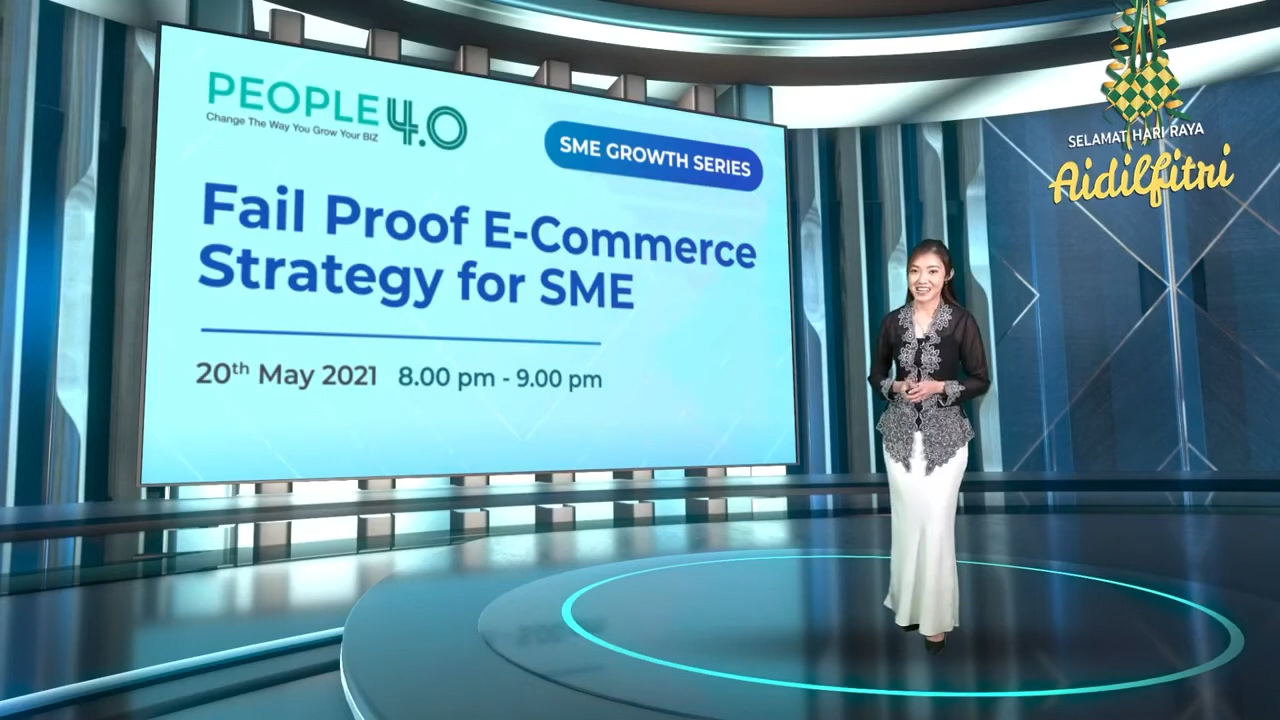 PEOPLE 4.0
Change The Way You Grow Your BIZ
SME GROWTH SERIES
Fail Proof E-Commerce
Strategy for SME
20th May 2021 8.00 pm - 9.00 pm
SELAMAT HARI RAYA
Aidilfitri